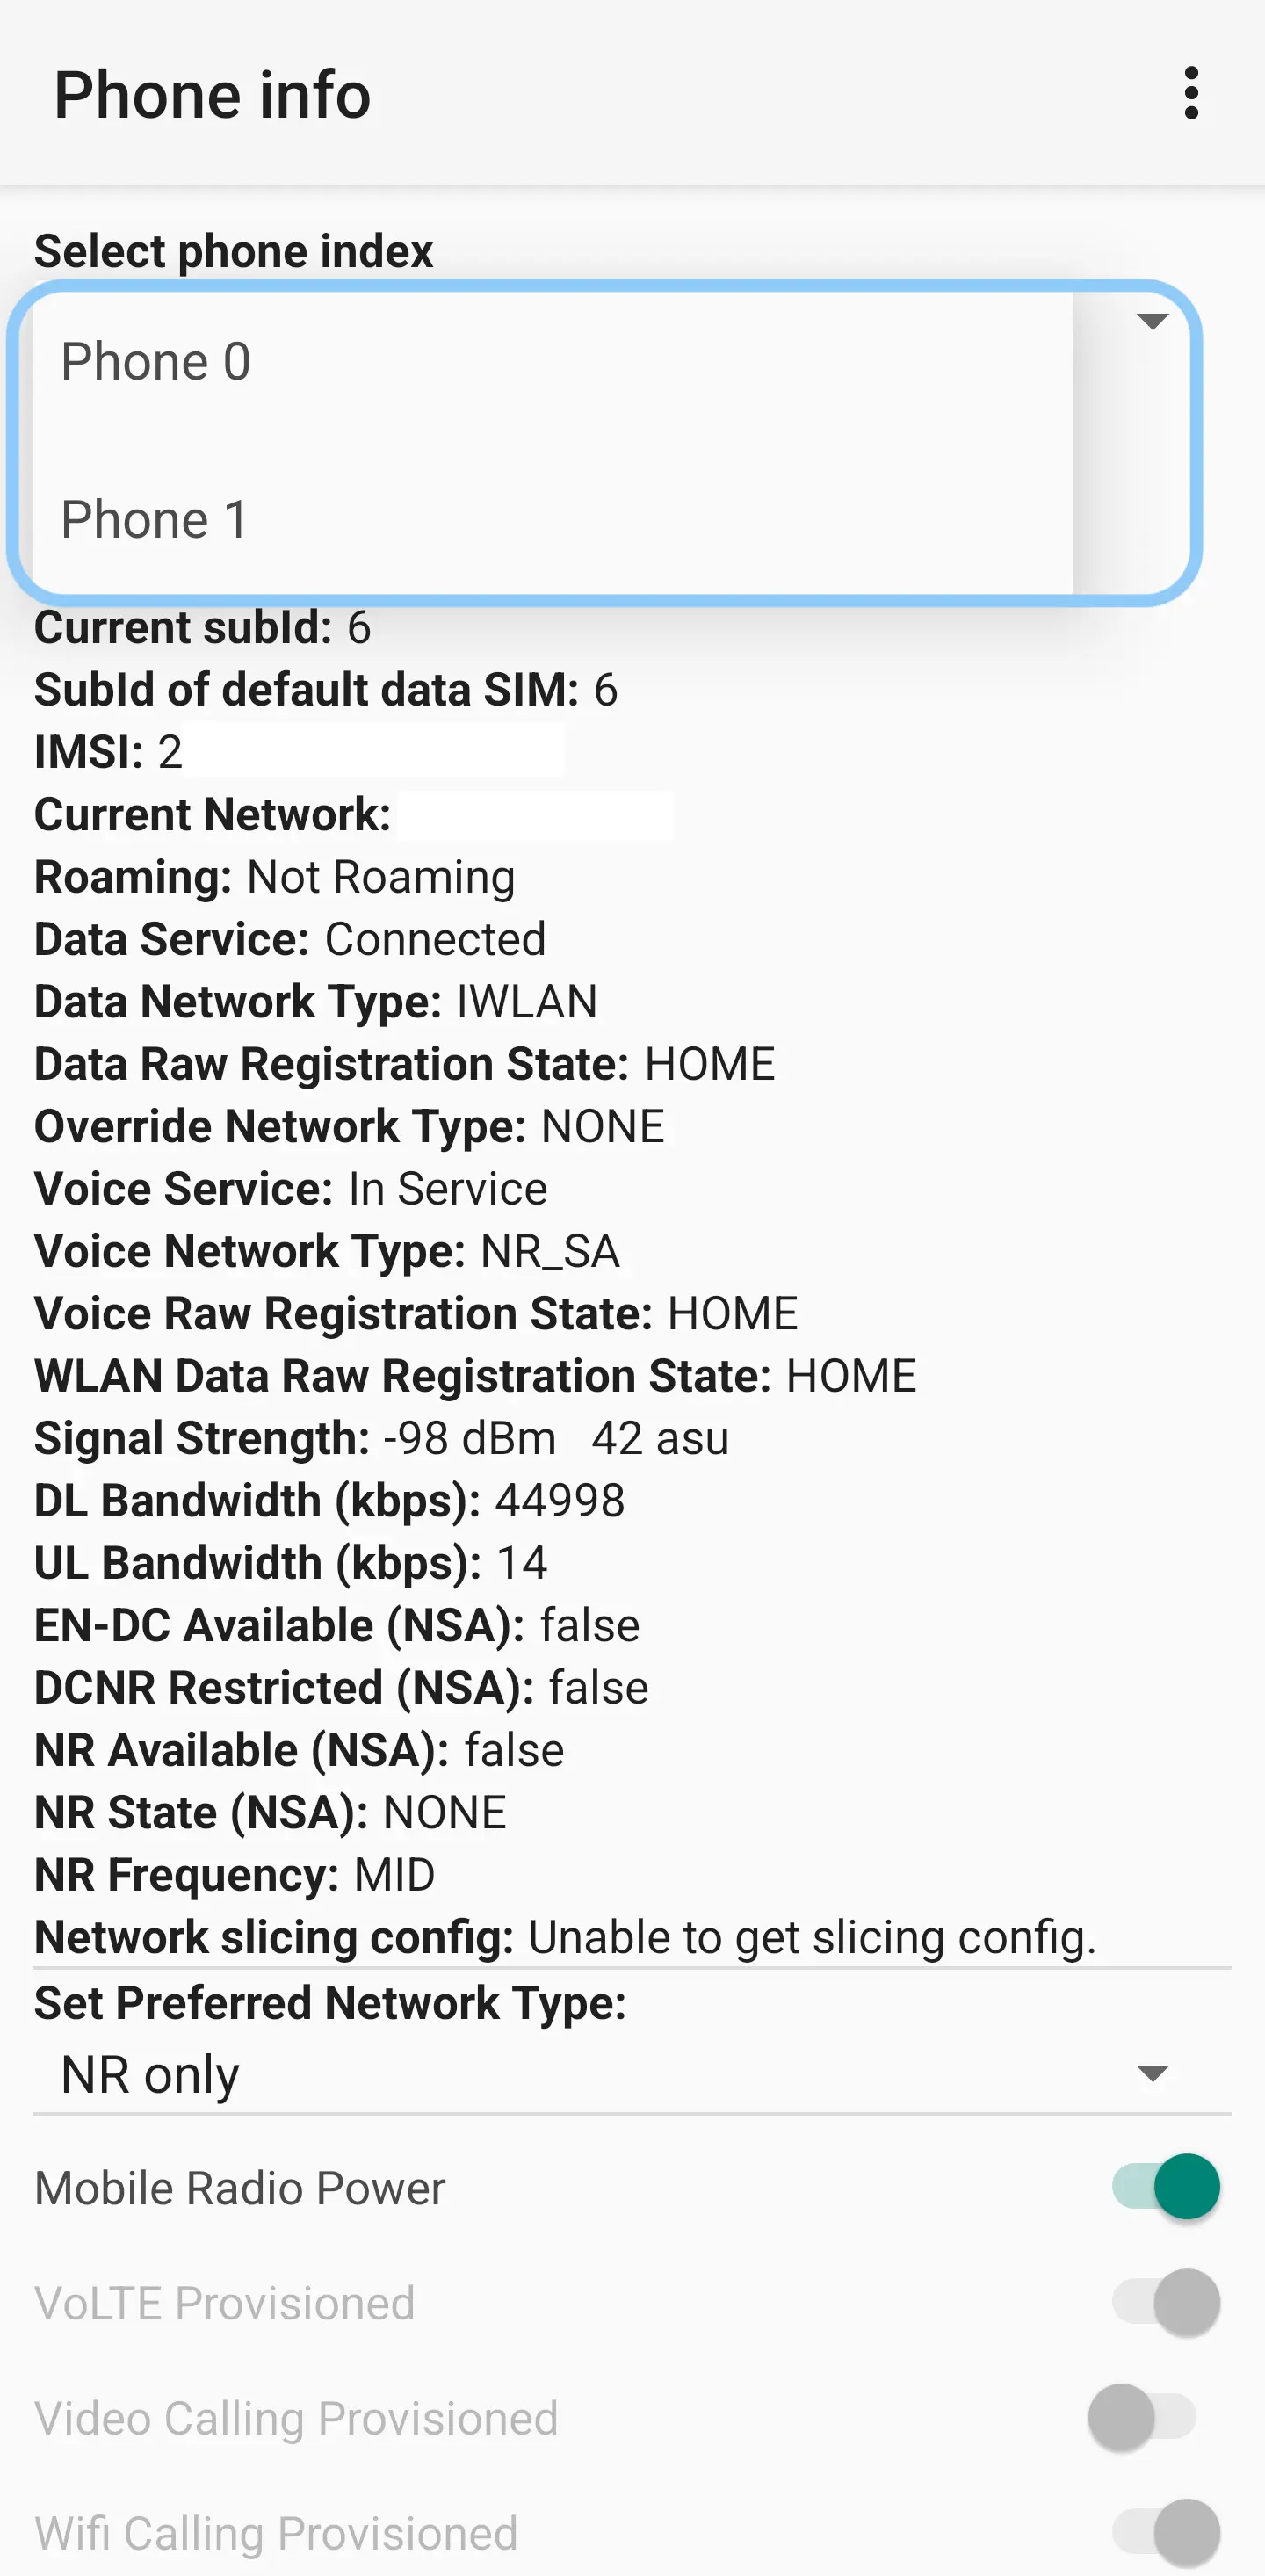 Phone info
Select phone index
Phone 0
Phone 1
Current subId: 6
SubId of default data SIM: 6
IMSI: 2
Current Network:
Roaming: Not Roaming
Data Service: Connected
Data Network Type: IWLAN
Data Raw Registration State: HOME
Override Network Type: NONE
Voice Service: In Service
Voice Network Type: NR_SA
Voice Raw Registration State: HOME
WLAN Data Raw Registration State: HOME
Signal Strength: -98 dBm 42 asu
DL Bandwidth (kbps): 44998
UL Bandwidth (kbps): 14
EN-DC Available (NSA): false
DCNR Restricted (NSA): false
NR Available (NSA): false
NR State (NSA): NONE
NR Frequency: MID
Network slicing config: Unable to get slicing config.
Set Preferred Network Type:
NR only
Mobile Radio Power
VoLTE Provisioned
Video Calling Provisioned
Wifi Calling Provisioned